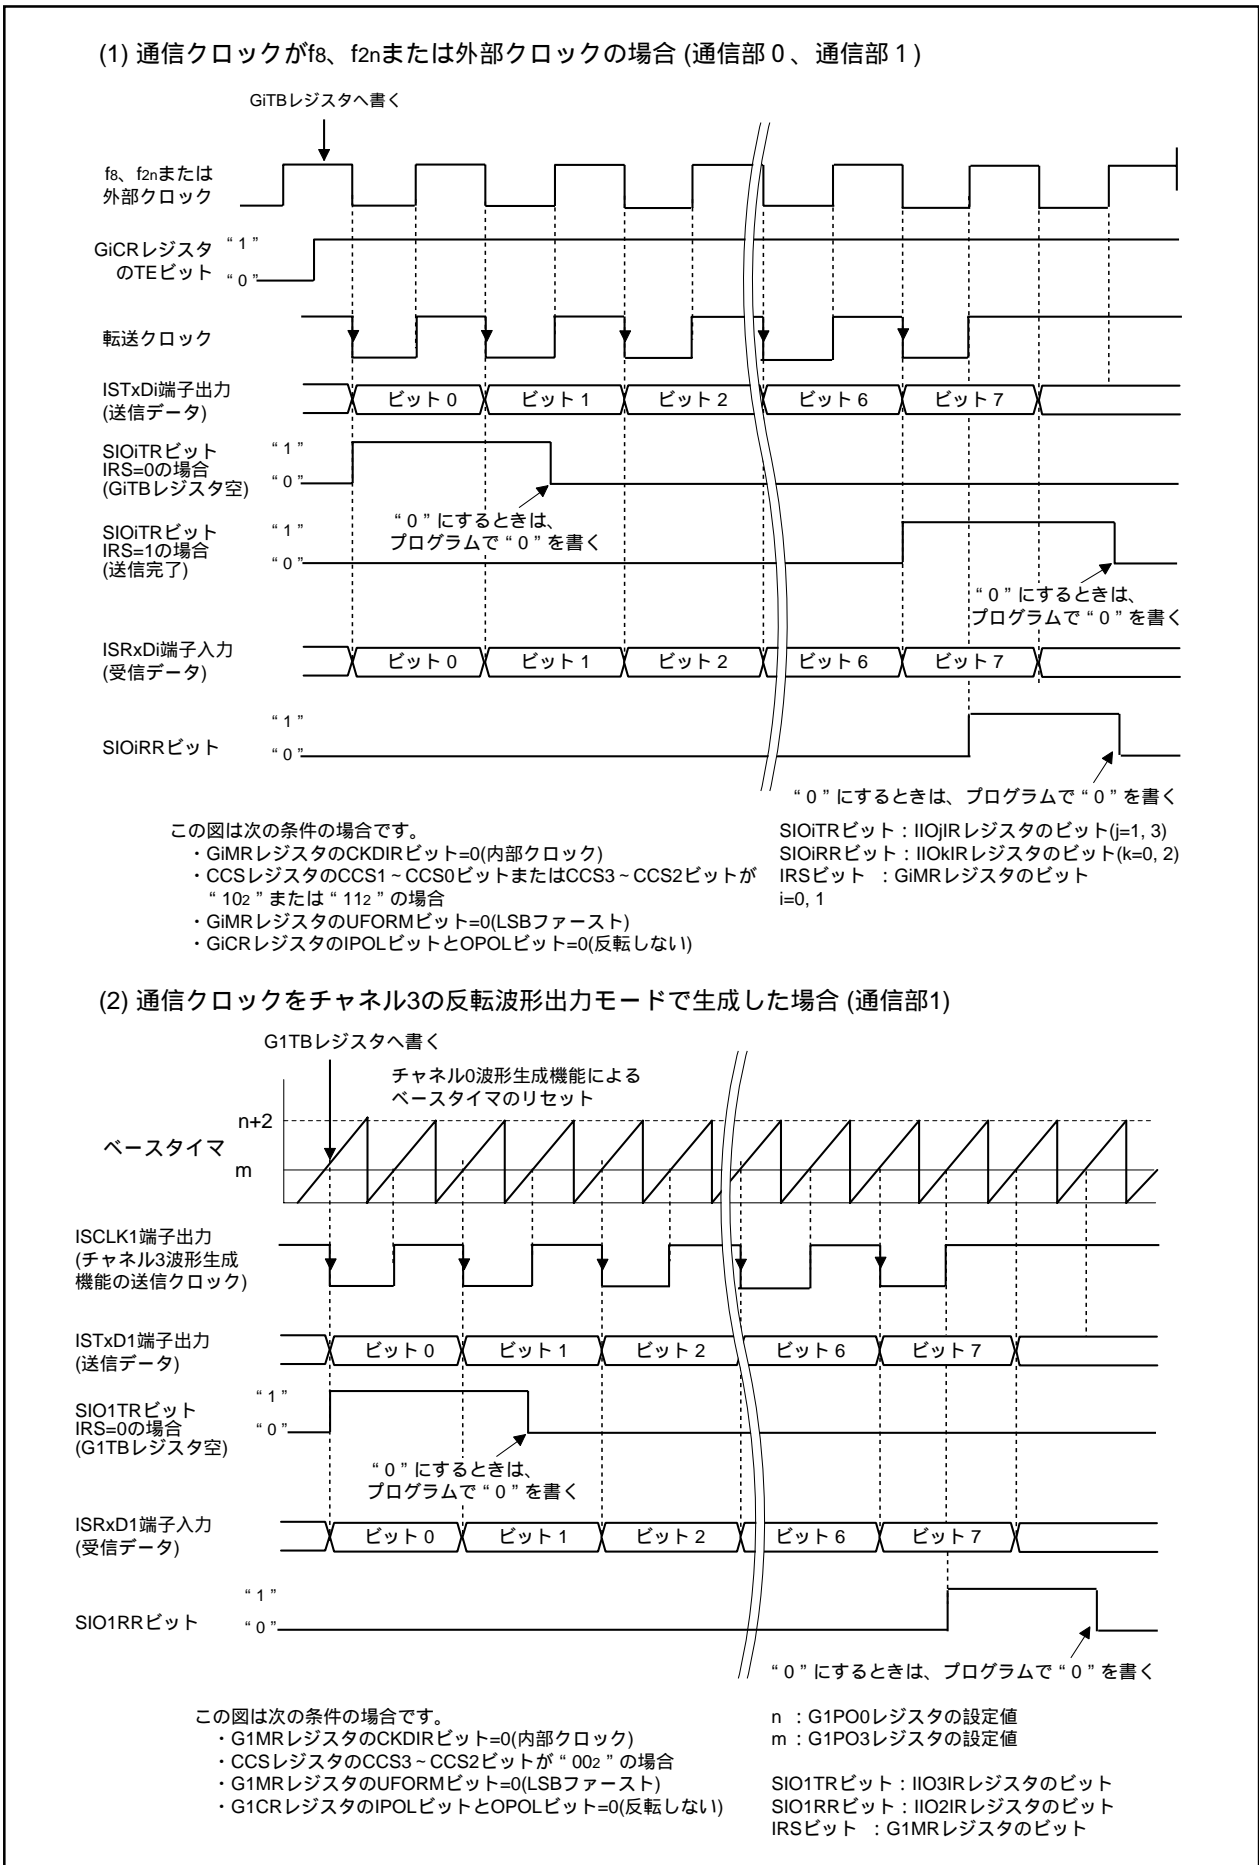 (1) 通信クロックがf8、f2nまたは外部クロックの場合 (通信部０、通信部１)
GiTBレジスタへ書く
f8、f2nまたは
外部クロック
GiCRレジスタ
のTEビット
“ 1 ”
“ 0 ”
転送クロック
ISTxDi端子出力
(送信データ)
ビット 0
ビット 1
ビット 2
ビット 6
ビット 7
SIOiTRビット
IRS=0の場合
(GiTBレジスタ空)
“ 1 ”
“ 0 ”
“ 0 ” にするときは、
プログラムで “ 0 ” を書く
SIOiTRビット
IRS=1の場合
(送信完了)
“ 1 ”
“ 0 ”
“ 0 ” にするときは、
プログラムで “ 0 ” を書く
ISRxDi端子入力
(受信データ)
ビット 0
ビット 1
ビット 2
ビット 6
ビット 7
SIOiRRビット
“ 1 ”
“ 0 ”
“ 0 ” にするときは、プログラムで “ 0 ” を書く
この図は次の条件の場合です。
・GiMRレジスタのCKDIRビット=0(内部クロック)
・CCSレジスタのCCS1～CCS0ビットまたはCCS3～CCS2ビットが
“ 102 ” または “ 112 ” の場合
・GiMRレジスタのUFORMビット=0(LSBファースト)
・GiCRレジスタのIPOLビットとOPOLビット=0(反転しない)
SIOiTRビット : IIOjIRレジスタのビット(j=1, 3)
SIOiRRビット : IIOkIRレジスタのビット(k=0, 2)
IRSビット : GiMRレジスタのビット
i=0, 1
(2) 通信クロックをチャネル3の反転波形出力モードで生成した場合 (通信部1)
G1TBレジスタへ書く
チャネル0波形生成機能による
ベースタイマのリセット
ベースタイマ
n+2
m
ISCLK1端子出力
(チャネル3波形生成
機能の送信クロック)
ISTxD1端子出力
(送信データ)
ビット 0
ビット 1
ビット 2
ビット 6
ビット 7
SIO1TRビット
IRS=0の場合
(G1TBレジスタ空)
“ 1 ”
“ 0 ”
“ 0 ” にするときは、
プログラムで “ 0 ” を書く
ISRxD1端子入力
(受信データ)
ビット 0
ビット 1
ビット 2
ビット 6
ビット 7
SIO1RRビット
“ 1 ”
“ 0 ”
“ 0 ” にするときは、プログラムで “ 0 ” を書く
この図は次の条件の場合です。
・G1MRレジスタのCKDIRビット=0(内部クロック)
・CCSレジスタのCCS3～CCS2ビットが “ 002 ” の場合
・G1MRレジスタのUFORMビット=0(LSBファースト)
・G1CRレジスタのIPOLビットとOPOLビット=0(反転しない)
n : G1PO0レジスタの設定値
m : G1PO3レジスタの設定値
SIO1TRビット : IIO3IRレジスタのビット
SIO1RRビット : IIO2IRレジスタのビット
IRSビット : G1MRレジスタのビット